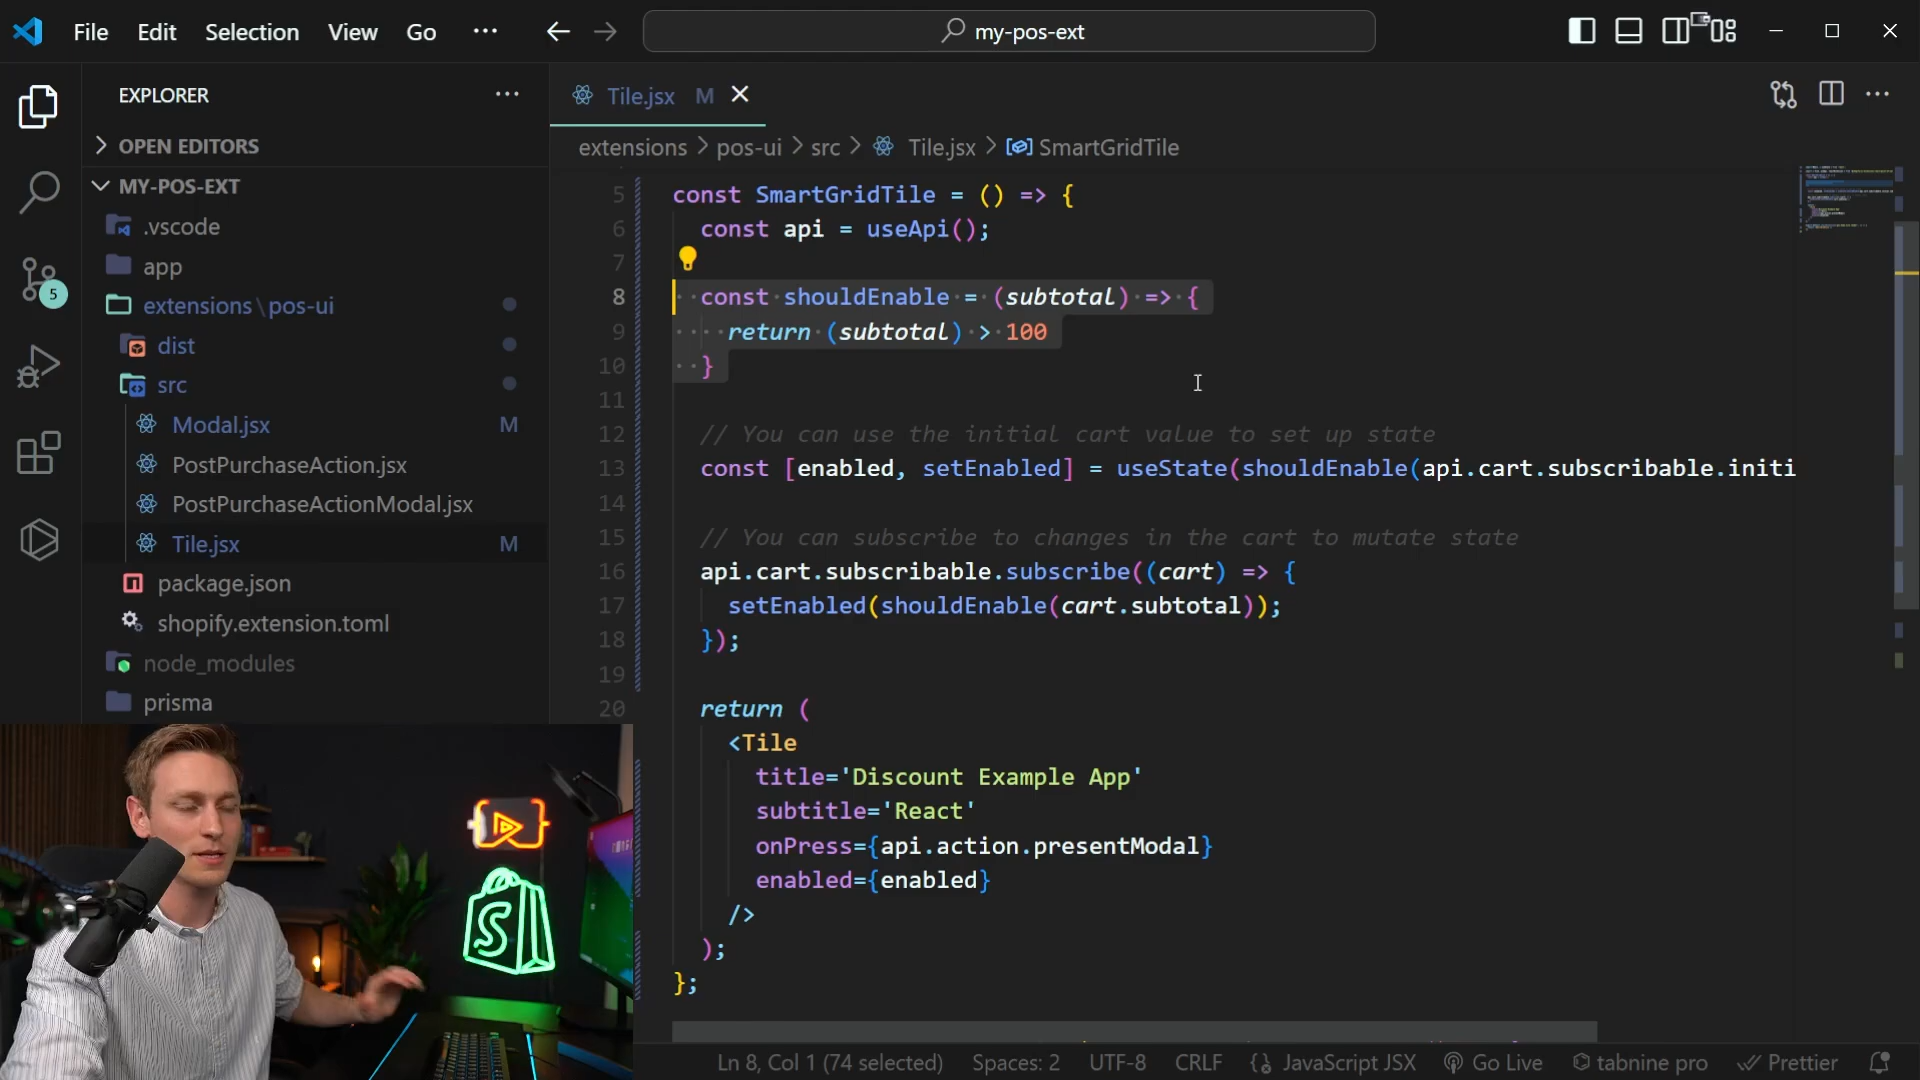 File Edit Selection View Go ··· my-pos-ext
EXPLORER ···
OPEN EDITORS
MY-POS-EXT
.vscode
app
extensions\pos-ui
dist
src
Modal.jsx M
PostPurchaseAction.jsx
PostPurchaseActionModal.jsx
Tile.jsx M
package.json
shopify.extension.toml
node_modules
prisma
5
Tile.jsx M
extensions > pos-ui > src > Tile.jsx > SmartGridTile
5 const SmartGridTile = () => {
6 const api = useApi();
7
8 const shouldEnable = (subtotal) => {
9 return (subtotal) > 100
10 }
11
12 // You can use the initial cart value to set up state
13 const [enabled, setEnabled] = useState(shouldEnable(api.cart.subscribable.initi
14
15 // You can subscribe to changes in the cart to mutate state
16 api.cart.subscribable.subscribe((cart) => {
17 setEnabled(shouldEnable(cart.subtotal));
18 });
19
20 return (
<Tile
title='Discount Example App'
subtitle='React'
onPress={api.action.presentModal}
enabled={enabled}
/>
);
};
S
Ln 8, Col 1 (74 selected) Spaces: 2 UTF-8 CRLF {} JavaScript JSX Go Live tabnine pro Prettier